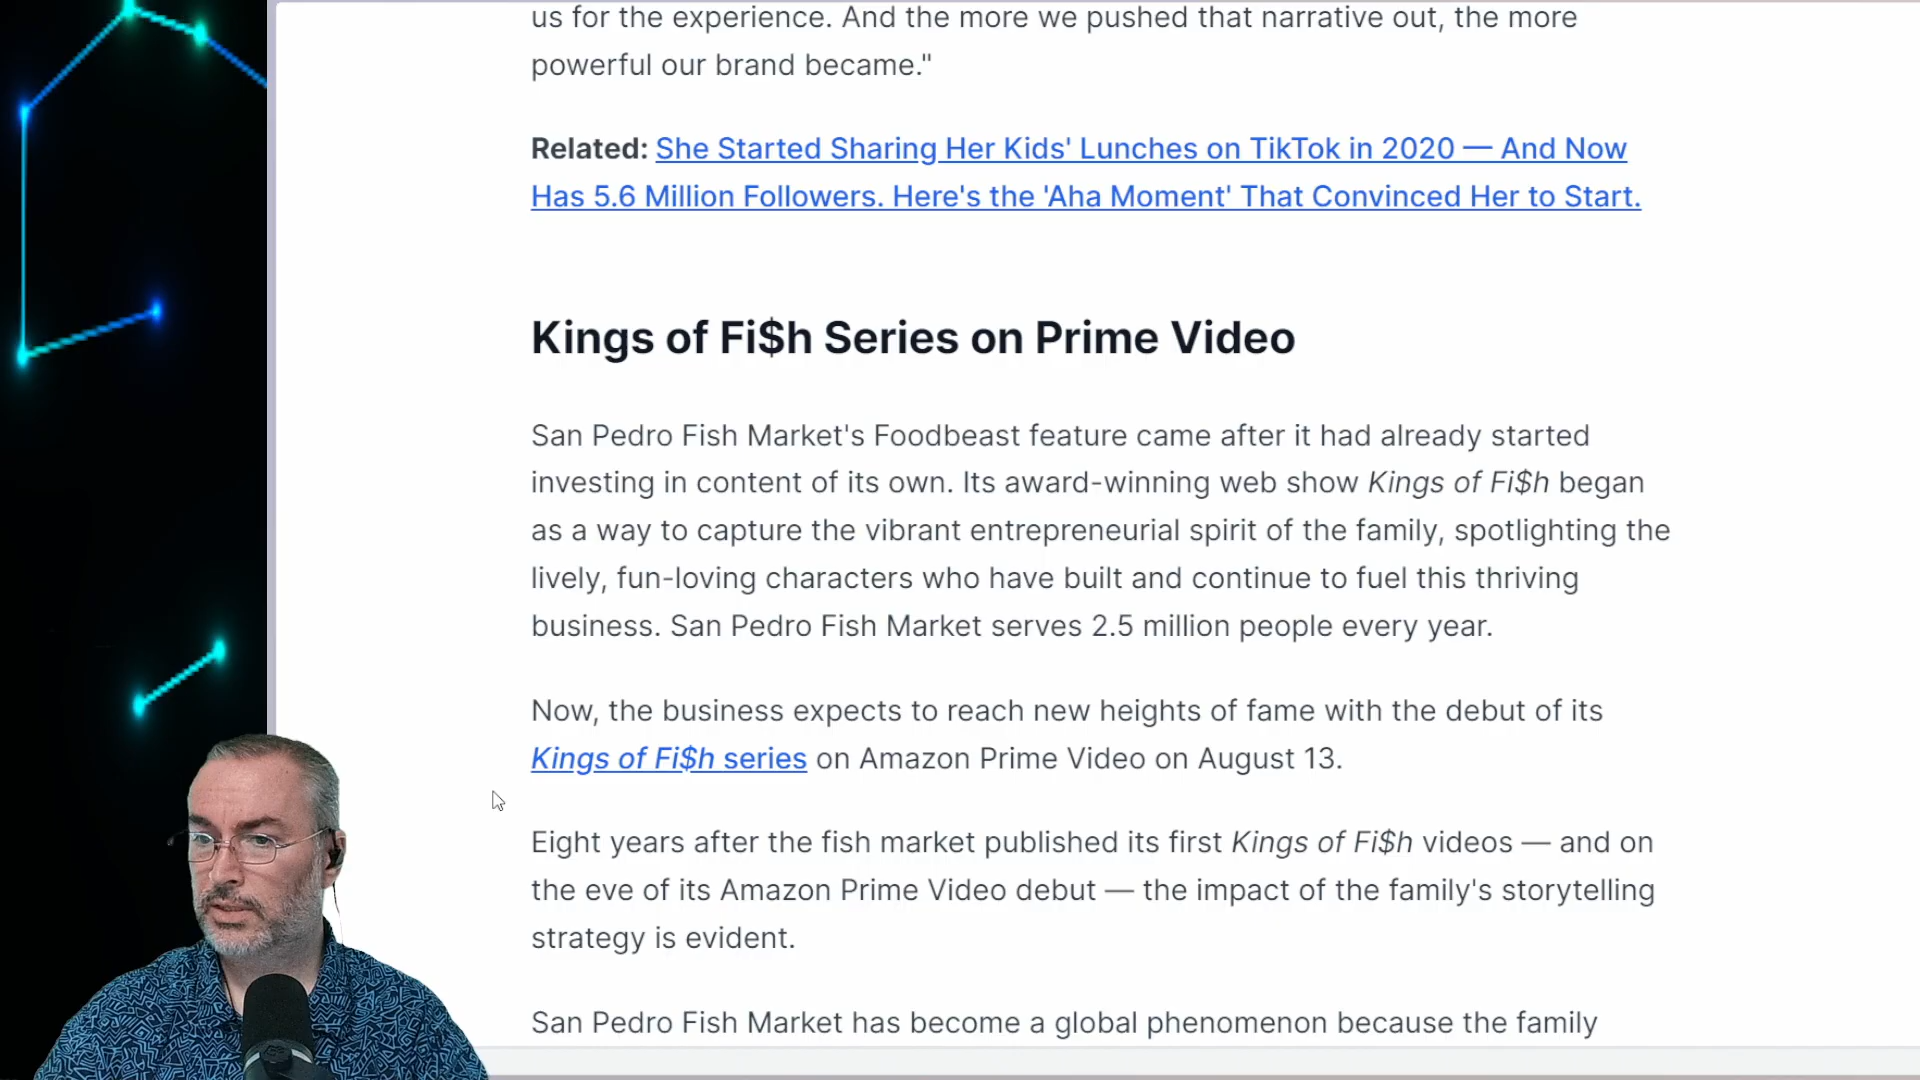 us for the experience. And the more we pushed that narrative out, the more
powerful our brand became."
Related: She Started Sharing Her Kids' Lunches on TikTok in 2020 — And Now
Has 5.6 Million Followers. Here's the 'Aha Moment' That Convinced Her to Start.
Kings of Fi$h Series on Prime Video
San Pedro Fish Market's Foodbeast feature came after it had already started
investing in content of its own. Its award-winning web show Kings of Fi$h began
as a way to capture the vibrant entrepreneurial spirit of the family, spotlighting the
lively, fun-loving characters who have built and continue to fuel this thriving
business. San Pedro Fish Market serves 2.5 million people every year.
Now, the business expects to reach new heights of fame with the debut of its
Kings of Fi$h series on Amazon Prime Video on August 13.
Eight years after the fish market published its first Kings of Fi$h videos — and on
the eve of its Amazon Prime Video debut — the impact of the family's storytelling
strategy is evident.
San Pedro Fish Market has become a global phenomenon because the family